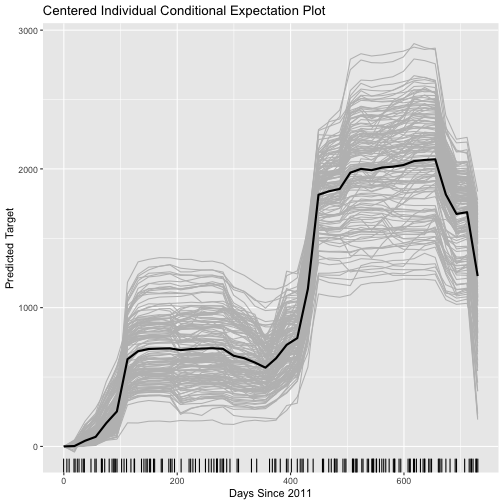 Centered Individual Conditional Expectation Plot
3000
2000
1000
0
Predicted Target
0 200 400 600
Days Since 2011